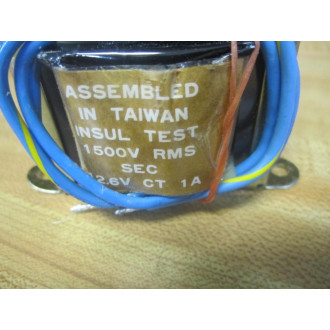 ASSEMBLED
IN TAIWAN
INSUL TEST
1500V RMS
SEC
2.6V CT 1A